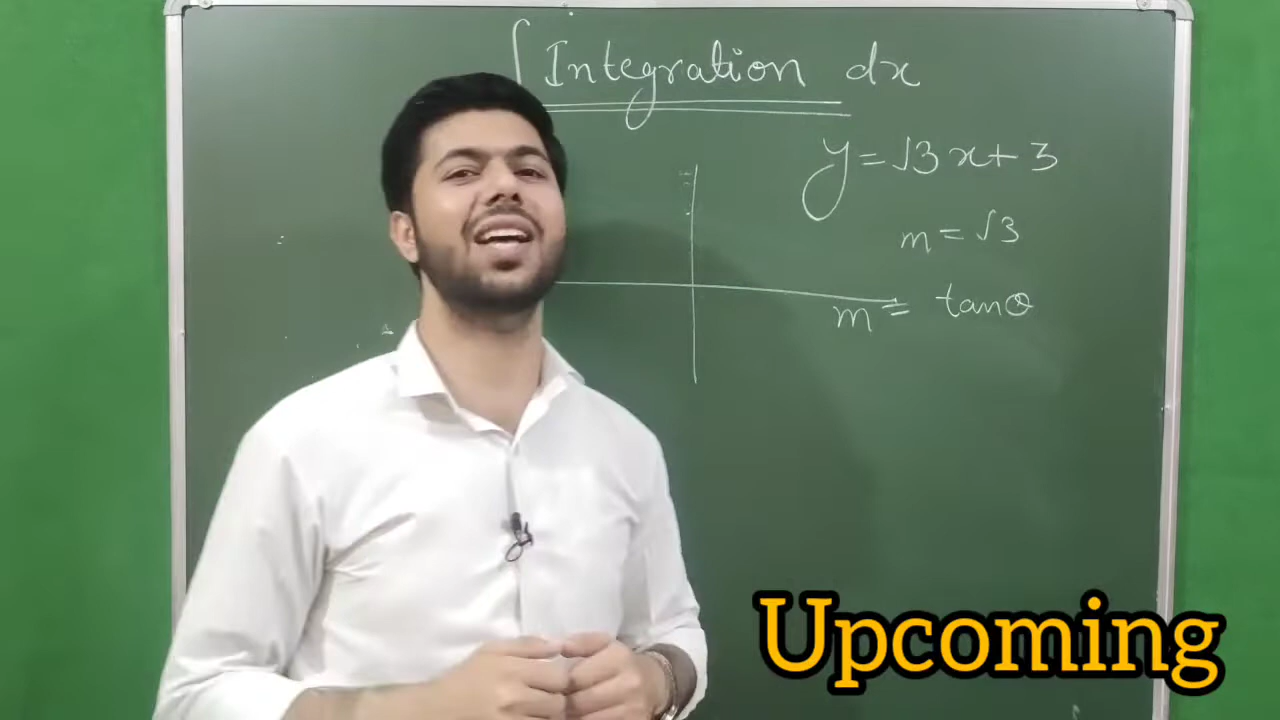 ∫ Integration dx
y = √3 x + 3
m = √3
m = tanθ
Upcoming